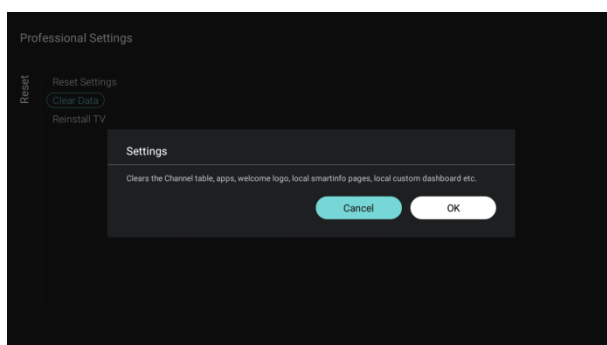 Professional Settings
Reset
Reset Settings
Clear Data
Reinstall TV
Settings
Clears the Channel table, apps, welcome logo, local smartinfo pages, local custom dashboard etc.
Cancel
OK